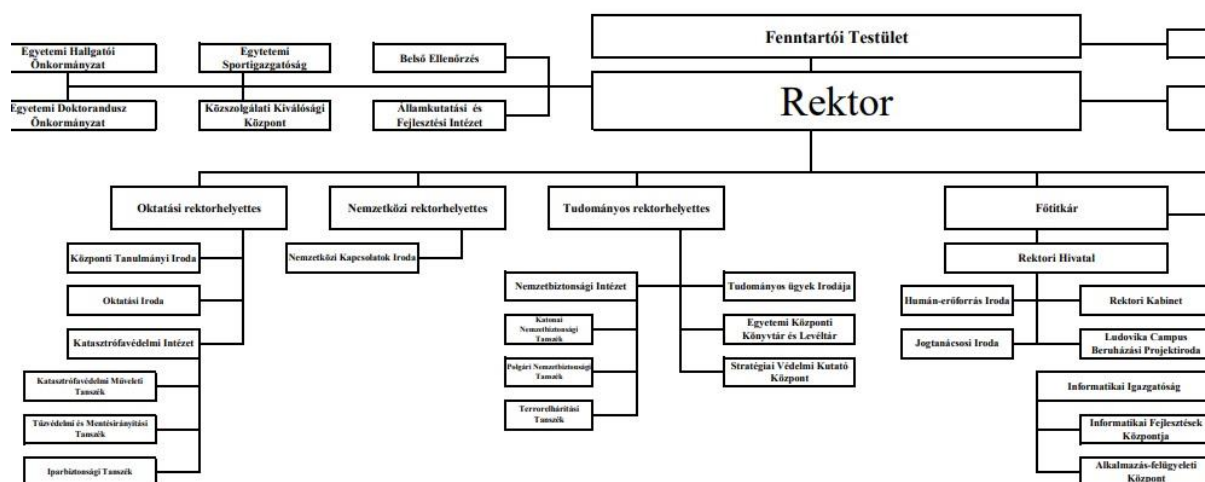 Egyetemi Hallgatói
Önkormányzat
Egytetemi
Sportigazgatóság
Belső Ellenőrzés
Fenntartói Testület
Egyetemi Doktorandusz
Önkormányzat
Közszolgálati Kiválósági
Központ
Államkutatási és
Fejlesztési Intézet
Rektor
Oktatási rektorhelyettes
Nemzetközi rektorhelyettes
Tudományos rektorhelyettes
Főtitkár
Központi Tanulmányi Iroda
Oktatási Iroda
Katasztrófavédelmi Intézet
Katasztrófavédelmi Műveleti
Tanszék
Tűzvédelmi és Mentésirányítási
Tanszék
Iparbiztonsági Tanszék
Nemzetközi Kapcsolatok Iroda
Nemzetbiztonsági Intézet
Katonai
Nemzetbiztonsági
Tanszék
Polgári Nemzetbiztonsági
Tanszék
Terrorelhárítási
Tanszék
Tudományos ügyek Irodája
Egyetemi Központi
Könyvtár és Levéltár
Stratégiai Védelmi Kutató
Központ
Rektori Hivatal
Humán-erőforrás Iroda
Jogtanácsosi Iroda
Rektori Kabinet
Ludovika Campus
Beruházási Projektiroda
Informatikai Igazgatóság
Informatikai Fejlesztések
Központja
Alkalmazás-felügyeleti
Központ